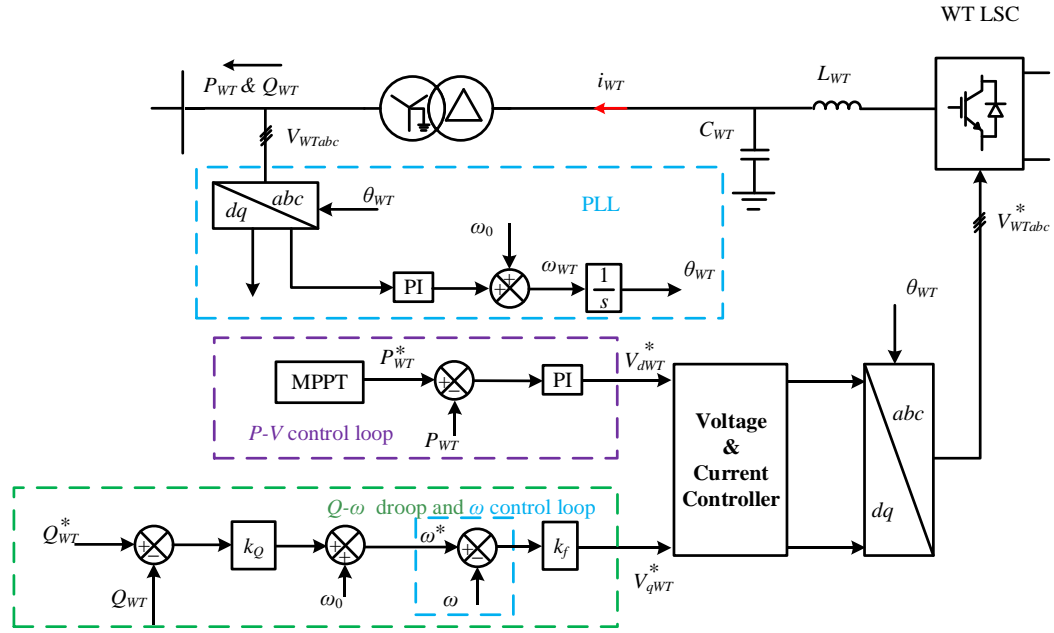 WT LSC
P_WT & Q_WT
i_WT
L_WT
V_WTabc
C_WT
abc
dq
θ_WT
PLL
V*_WTabc
ω_0
PI
+
+
ω_WT
1
s
θ_WT
θ_WT
MPPT
P*_WT
+
−
PI
V*_dWT
P-V control loop
P_WT
Voltage
&
Current
Controller
abc
dq
Q-ω droop and ω control loop
Q*_WT
+
−
k_Q
+
+
ω*
+
−
k_f
Q_WT
ω_0
ω
V*_qWT